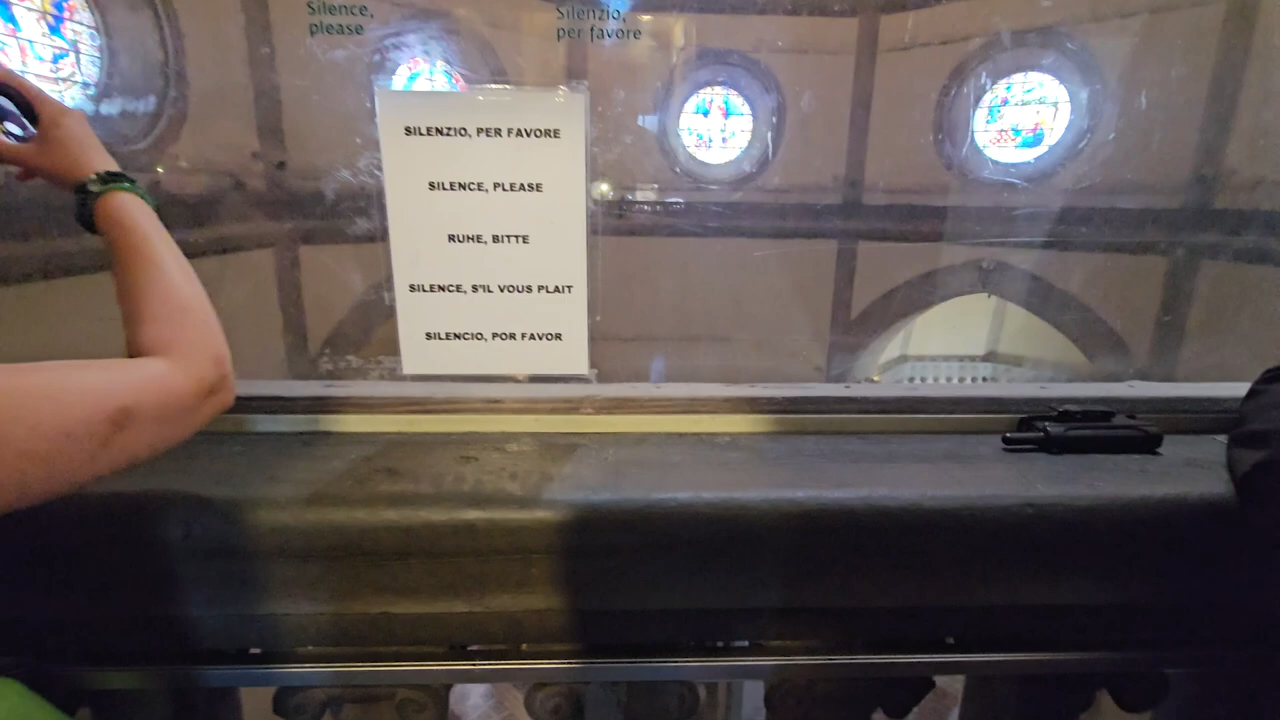 Silence,
please
Silenzio,
per favore
SILENZIO, PER FAVORE
SILENCE, PLEASE
RUHE, BITTE
SILENCE, S'IL VOUS PLAIT
SILENCIO, POR FAVOR